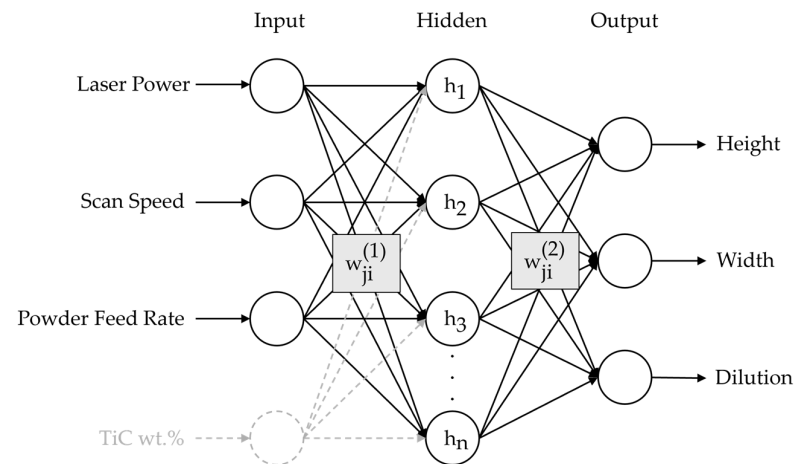 Input Hidden Output
Laser Power h1 Height
Scan Speed h2 Width
w(1)ji w(2)ji
Powder Feed Rate h3 Dilution
TiC wt.% hn